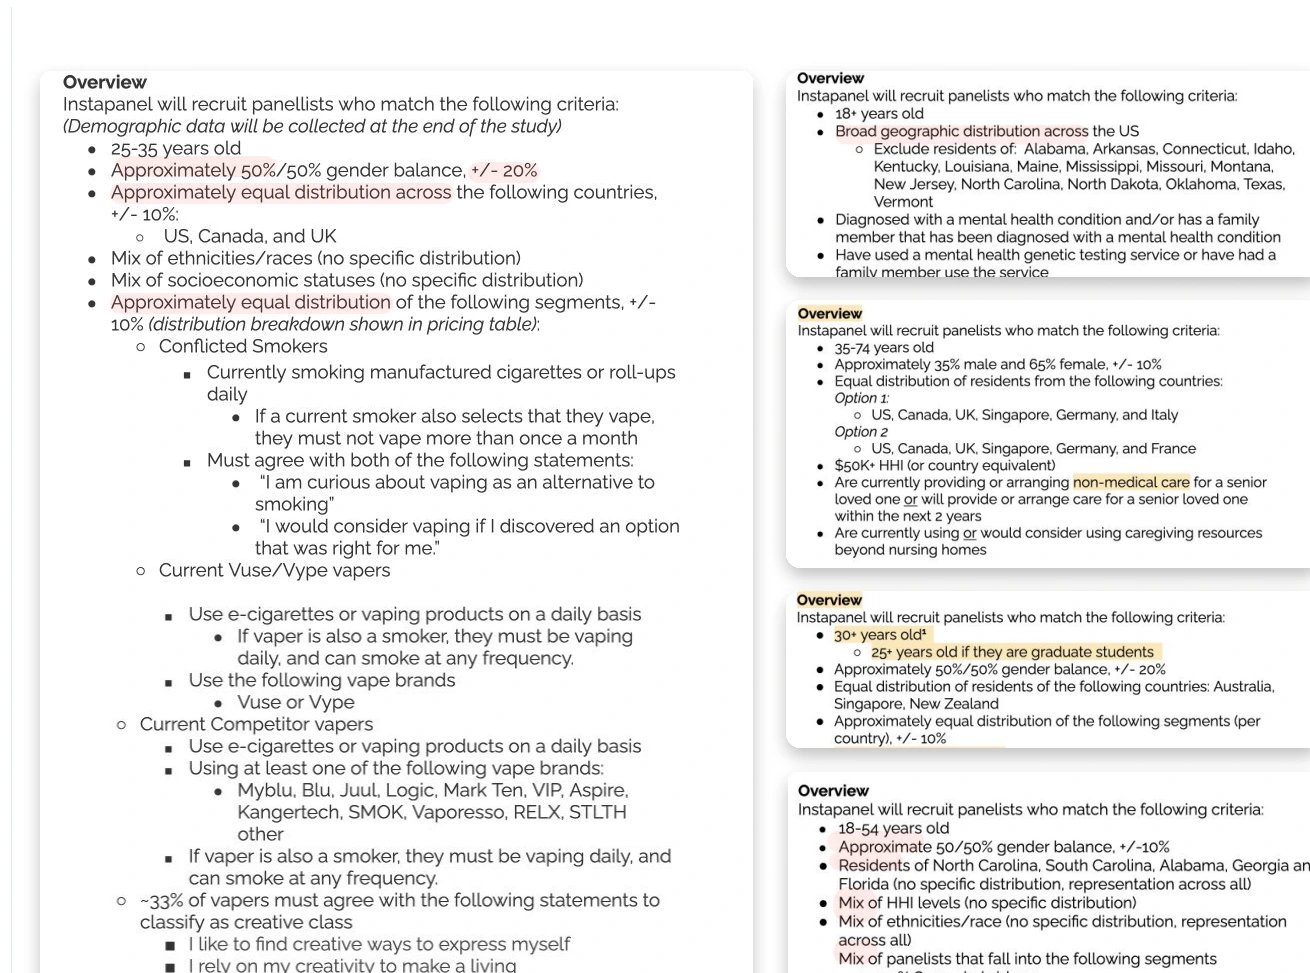 Overview
Instapanel will recruit panellists who match the following criteria:
(Demographic data will be collected at the end of the study)
● 25-35 years old
● Approximately 50%/50% gender balance, +/- 20%
● Approximately equal distribution across the following countries,
+/- 10%:
○ US, Canada, and UK
● Mix of ethnicities/races (no specific distribution)
● Mix of socioeconomic statuses (no specific distribution)
● Approximately equal distribution of the following segments, +/-
10% (distribution breakdown shown in pricing table):
○ Conflicted Smokers
■ Currently smoking manufactured cigarettes or roll-ups
daily
● If a current smoker also selects that they vape,
they must not vape more than once a month
■ Must agree with both of the following statements:
● “I am curious about vaping as an alternative to
smoking”
● “I would consider vaping if I discovered an option
that was right for me.”
○ Current Vuse/Vype vapers
■ Use e-cigarettes or vaping products on a daily basis
● If vaper is also a smoker, they must be vaping
daily, and can smoke at any frequency.
■ Use the following vape brands
● Vuse or Vype
○ Current Competitor vapers
■ Use e-cigarettes or vaping products on a daily basis
■ Using at least one of the following vape brands:
● Myblu, Blu, Juul, Logic, Mark Ten, VIP, Aspire,
Kangertech, SMOK, Vaporesso, RELX, STLTH
other
■ If vaper is also a smoker, they must be vaping daily, and
can smoke at any frequency.
○ ~33% of vapers must agree with the following statements to
classify as creative class
■ I like to find creative ways to express myself
■ I rely on my creativity to make a living
Overview
Instapanel will recruit panelists who match the following criteria:
● 18+ years old
● Broad geographic distribution across the US
○ Exclude residents of: Alabama, Arkansas, Connecticut, Idaho,
Kentucky, Louisiana, Maine, Mississippi, Missouri, Montana,
New Jersey, North Carolina, North Dakota, Oklahoma, Texas,
Vermont
● Diagnosed with a mental health condition and/or has a family
member that has been diagnosed with a mental health condition
● Have used a mental health genetic testing service or have had a
family member use the service
Overview
Instapanel will recruit panelists who match the following criteria:
● 35-74 years old
● Approximately 35% male and 65% female, +/- 10%
● Equal distribution of residents from the following countries:
Option 1:
○ US, Canada, UK, Singapore, Germany, and Italy
Option 2
○ US, Canada, UK, Singapore, Germany, and France
● $50K+ HHI (or country equivalent)
● Are currently providing or arranging non-medical care for a senior
loved one or will provide or arrange care for a senior loved one
within the next 2 years
● Are currently using or would consider using caregiving resources
beyond nursing homes
Overview
Instapanel will recruit panelists who match the following criteria:
● 30+ years old¹
○ 25+ years old if they are graduate students
● Approximately 50%/50% gender balance, +/- 20%
● Equal distribution of residents of the following countries: Australia,
Singapore, New Zealand
● Approximately equal distribution of the following segments (per
country), +/- 10%
Overview
Instapanel will recruit panelists who match the following criteria:
● 18-54 years old
● Approximate 50/50% gender balance, +/-10%
● Residents of North Carolina, South Carolina, Alabama, Georgia an
Florida (no specific distribution, representation across all)
● Mix of HHI levels (no specific distribution)
● Mix of ethnicities/race (no specific distribution, representation
across all)
Mix of panelists that fall into the following segments